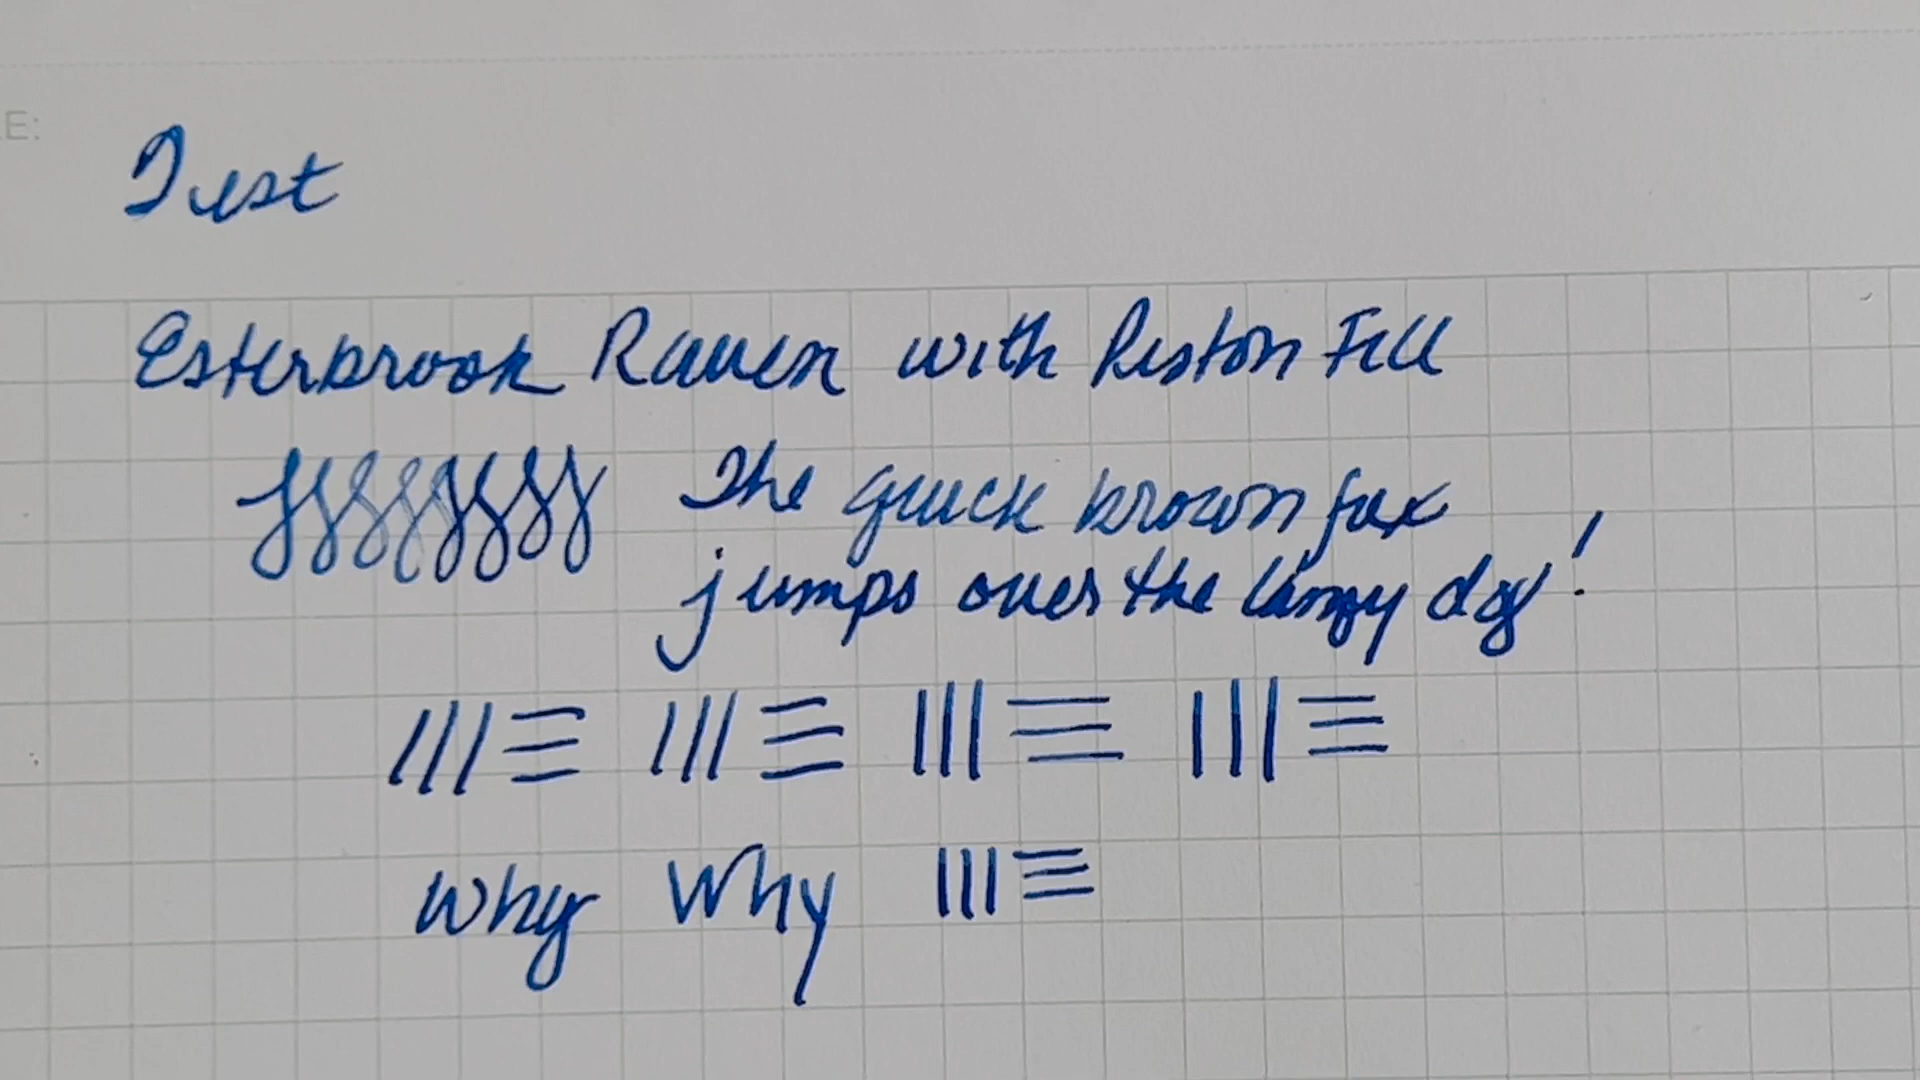 E:
Test
Esterbrook Raven with Piston Fill
The quick brown fox
jumps over the lazy dog!
Why Why